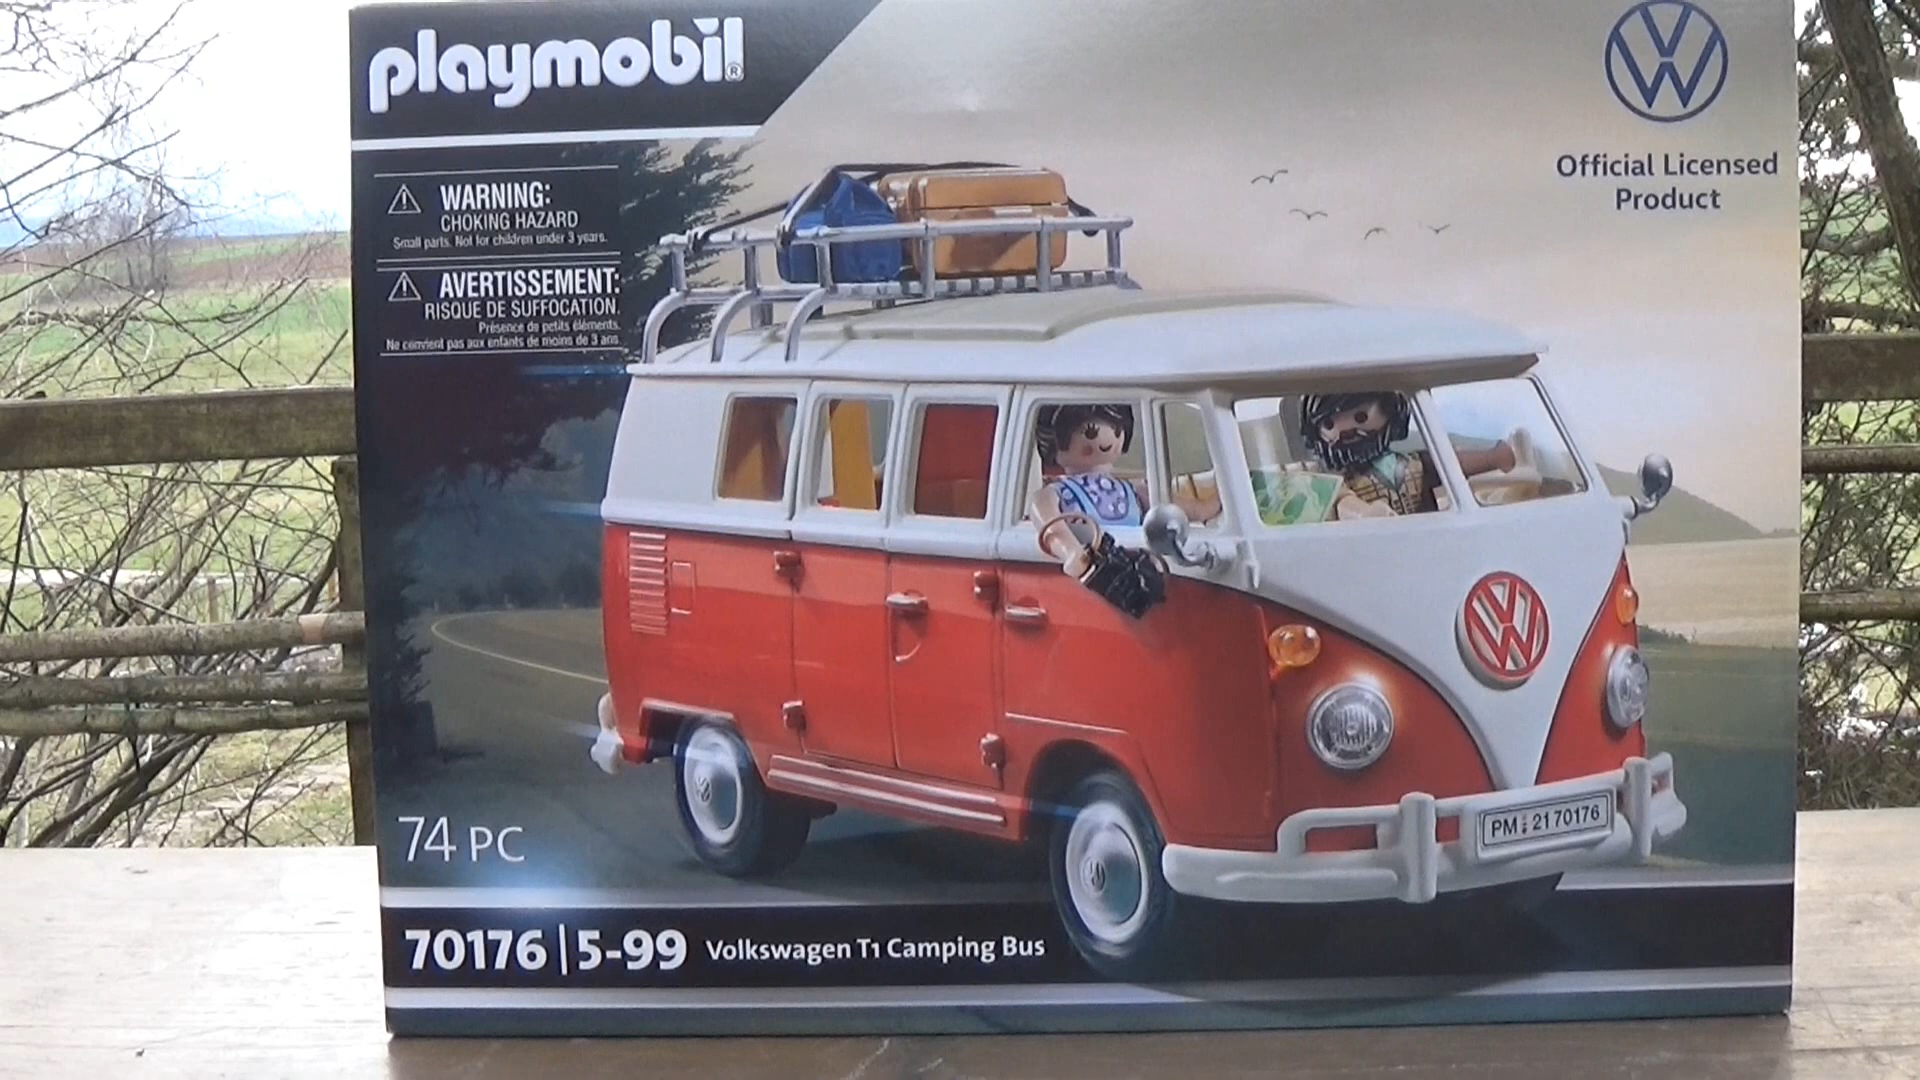 playmobil®
Official Licensed
Product
WARNING:
CHOKING HAZARD
Small parts. Not for children under 3 years.
AVERTISSEMENT:
RISQUE DE SUFFOCATION.
Présence de petits éléments.
Ne convient pas aux enfants de moins de 3 ans.
PM 21 70176
74 PC
70176 | 5-99 Volkswagen T1 Camping Bus